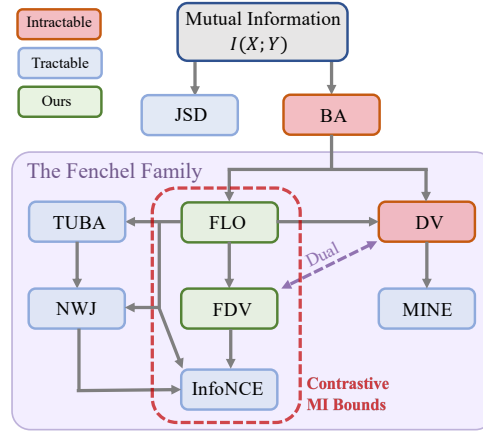 Intractable
Tractable
Ours
Mutual Information
I(X;Y)
JSD
BA
The Fenchel Family
TUBA
FLO
DV
Dual
NWJ
FDV
MINE
InfoNCE
Contrastive
MI Bounds